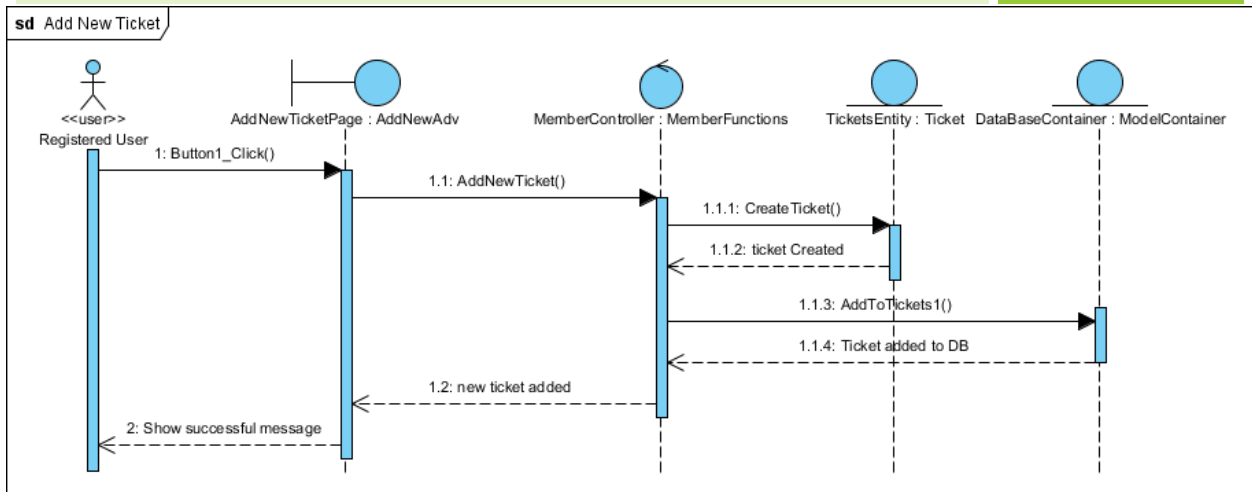 sd Add New Ticket
<<user>>
Registered User
AddNewTicketPage : AddNewAdv
MemberController : MemberFunctions
TicketsEntity : Ticket
DataBaseContainer : ModelContainer
1: Button1_Click()
1.1: AddNewTicket()
1.1.1: CreateTicket()
1.1.2: ticket Created
1.1.3: AddToTickets1()
1.1.4: Ticket added to DB
1.2: new ticket added
2: Show successful message